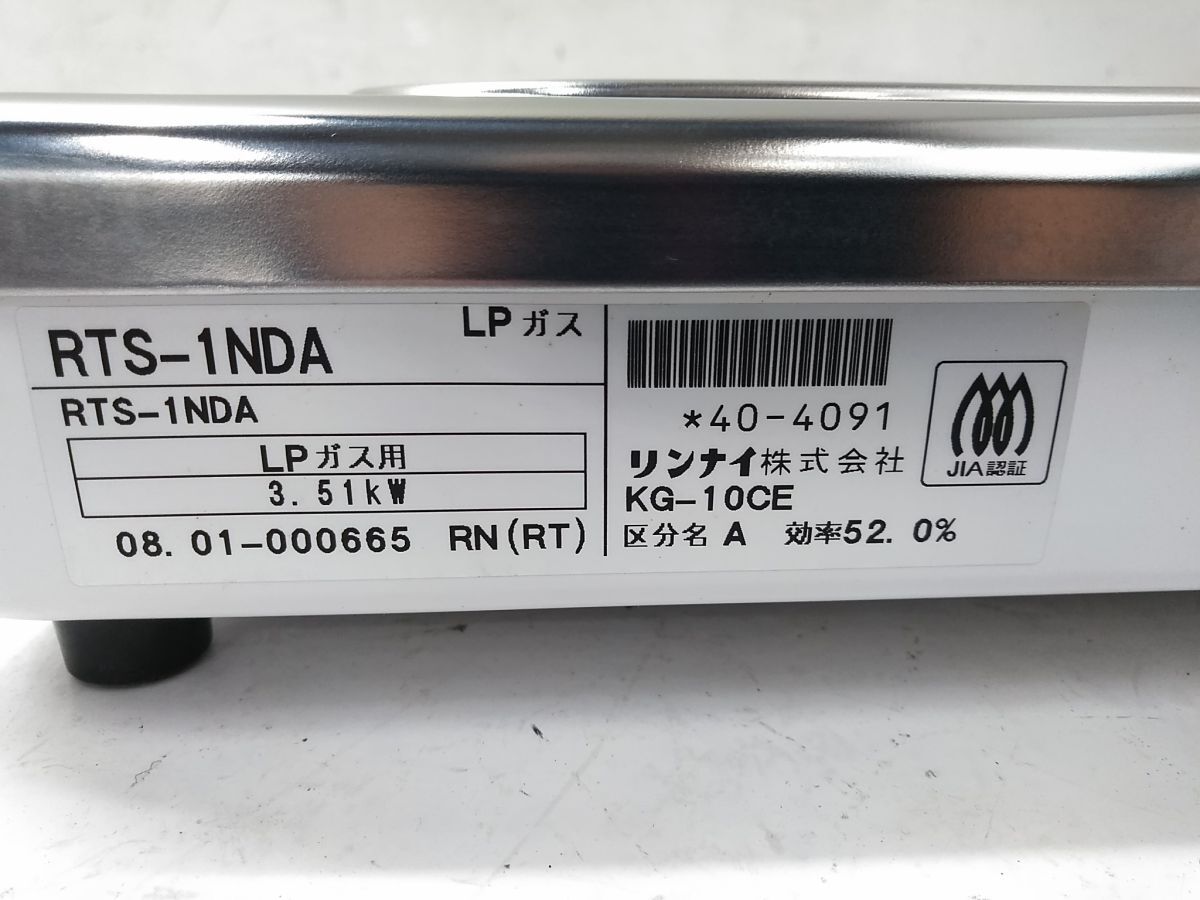 RTS-1NDA LPガス
RTS-1NDA
LPガス用
3.51kW
08.01-000665 RN(RT)
*40-4091
リンナイ株式会社
KG-10CE
区分名 A 効率52.0%
JIA認証